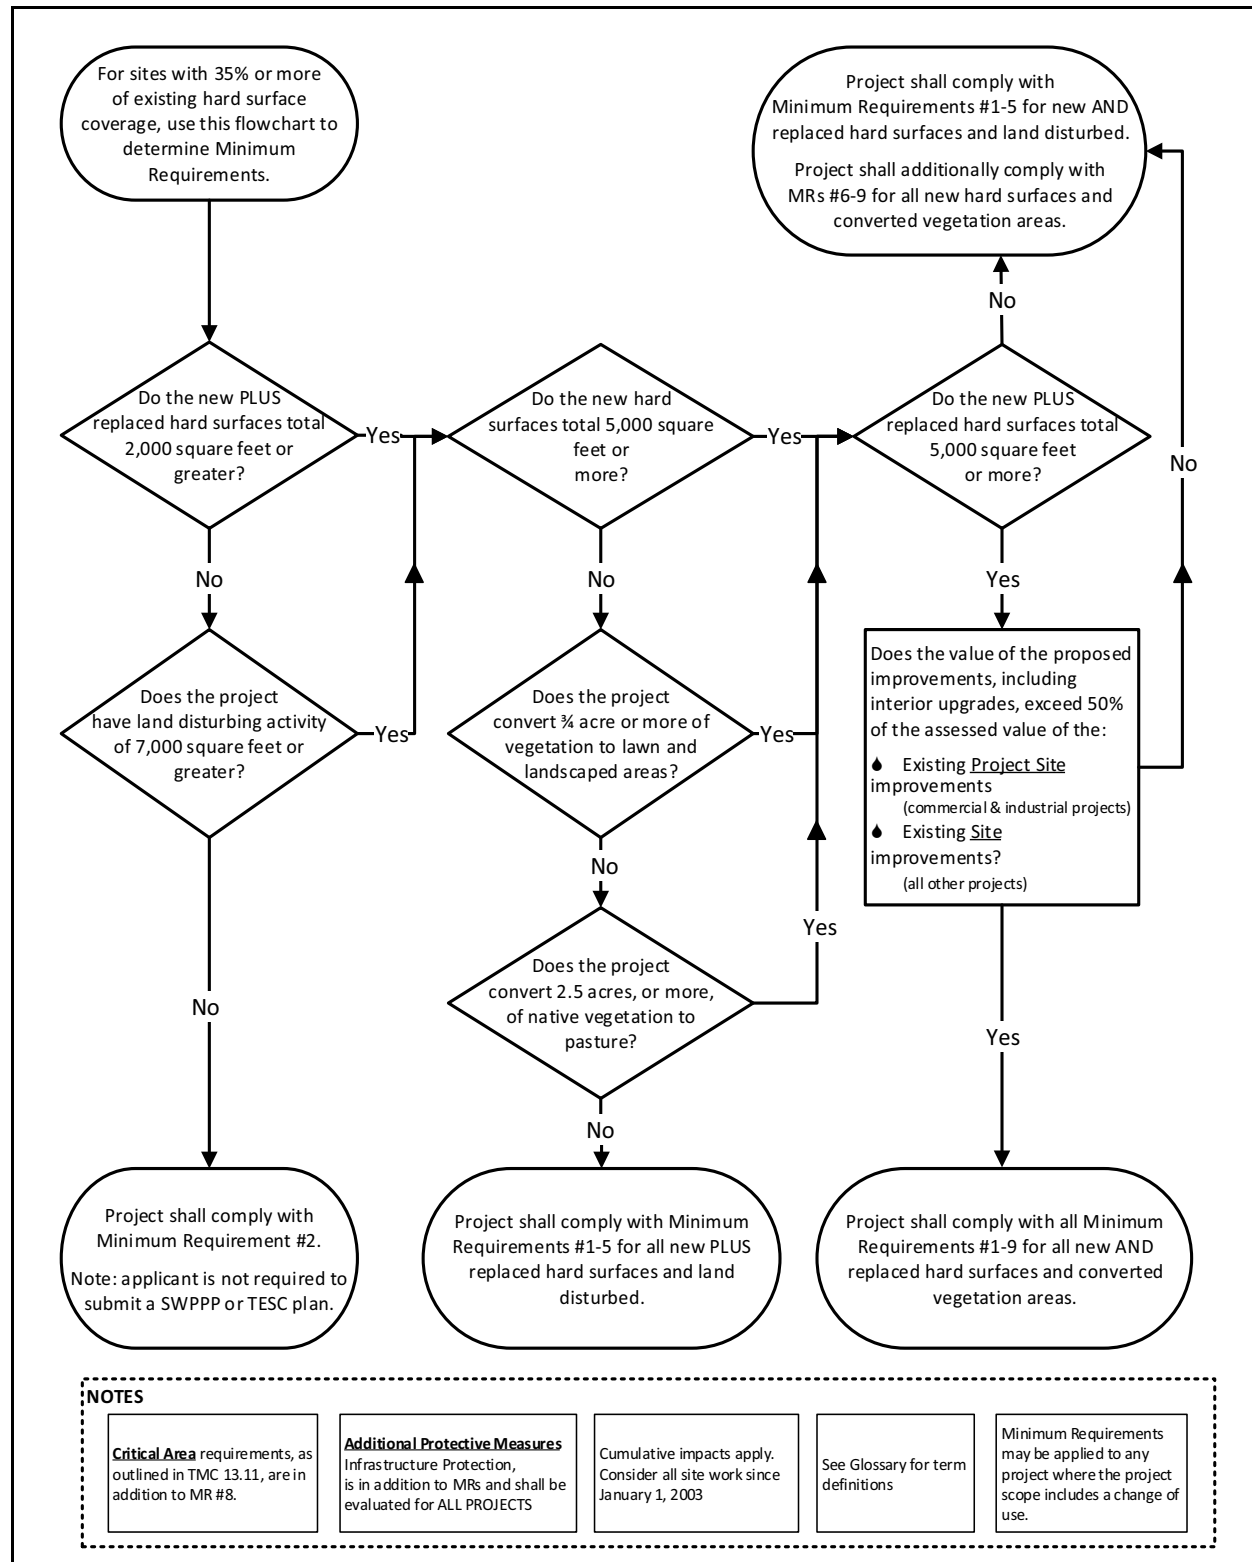 For sites with 35% or more
of existing hard surface
coverage, use this flowchart to
determine Minimum
Requirements.
Project shall comply with
Minimum Requirements #1-5 for new AND
replaced hard surfaces and land disturbed.
Project shall additionally comply with
MRs #6-9 for all new hard surfaces and
converted vegetation areas.
No
No
Do the new PLUS
replaced hard surfaces total
2,000 square feet or
greater?
Yes
Do the new hard
surfaces total 5,000 square
feet or
more?
Yes
Do the new PLUS
replaced hard surfaces total
5,000 square feet
or more?
No
No
Yes
Does the project
have land disturbing activity
of 7,000 square feet or
greater?
Yes
Does the project
convert ¾ acre or more of
vegetation to lawn and
landscaped areas?
Yes
Does the value of the proposed
improvements, including
interior upgrades, exceed 50%
of the assessed value of the:
Existing Project Site
improvements
(commercial & industrial projects)
Existing Site
improvements?
(all other projects)
No
No
Does the project
convert 2.5 acres, or more,
of native vegetation to
pasture?
Yes
Yes
No
Project shall comply with
Minimum Requirement #2.
Note: applicant is not required to
submit a SWPPP or TESC plan.
Project shall comply with Minimum
Requirements #1-5 for all new PLUS
replaced hard surfaces and land
disturbed.
Project shall comply with all Minimum
Requirements #1-9 for all new AND
replaced hard surfaces and converted
vegetation areas.
NOTES
Critical Area requirements, as
outlined in TMC 13.11, are in
addition to MR #8.
Additional Protective Measures
Infrastructure Protection,
is in addition to MRs and shall be
evaluated for ALL PROJECTS
Cumulative impacts apply.
Consider all site work since
January 1, 2003
See Glossary for term
definitions
Minimum Requirements
may be applied to any
project where the project
scope includes a change of
use.